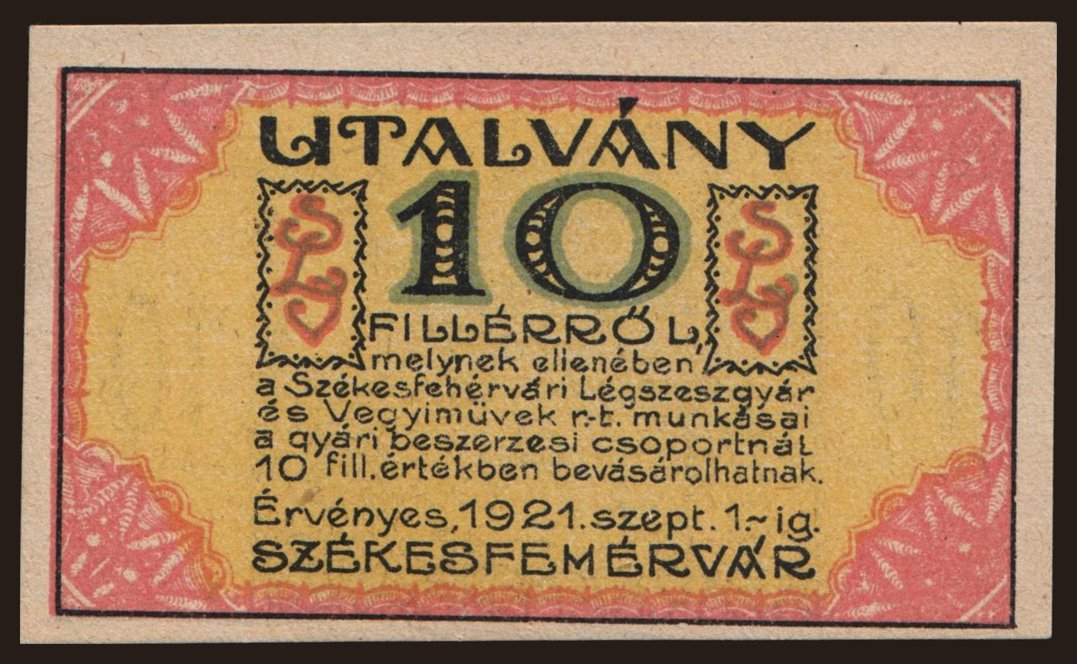 UTALVÁNY
10
FILLÉRRŐL,
melynek ellenében
a Székesfehérvári Légszeszgyár
és Vegyiművek r.-t. munkásai
a gyári beszerzesi csoportnál
10 fill. értékben bevásárolhatnak.
Érvényes, 1921. szept. 1.~ig.
SZÉKESFEHÉRVÁR